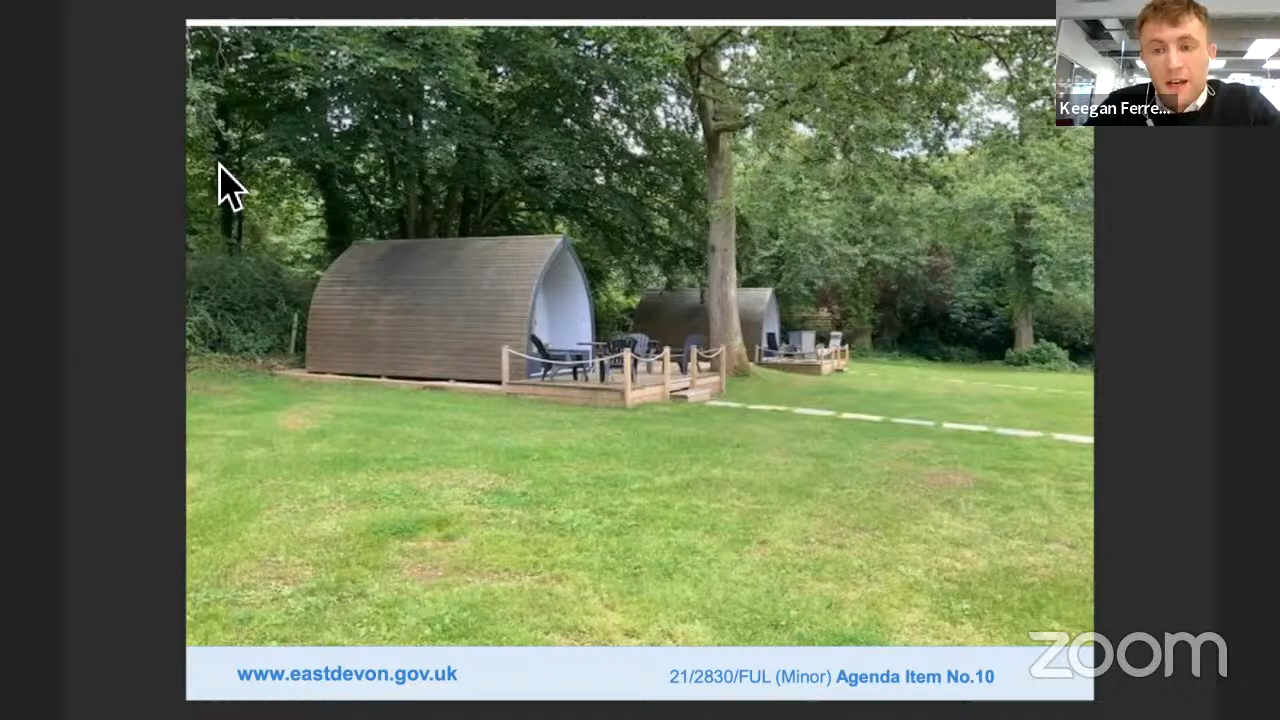 Keegan Ferre...
www.eastdevon.gov.uk
21/2830/FUL (Minor) Agenda Item No.10
zoom